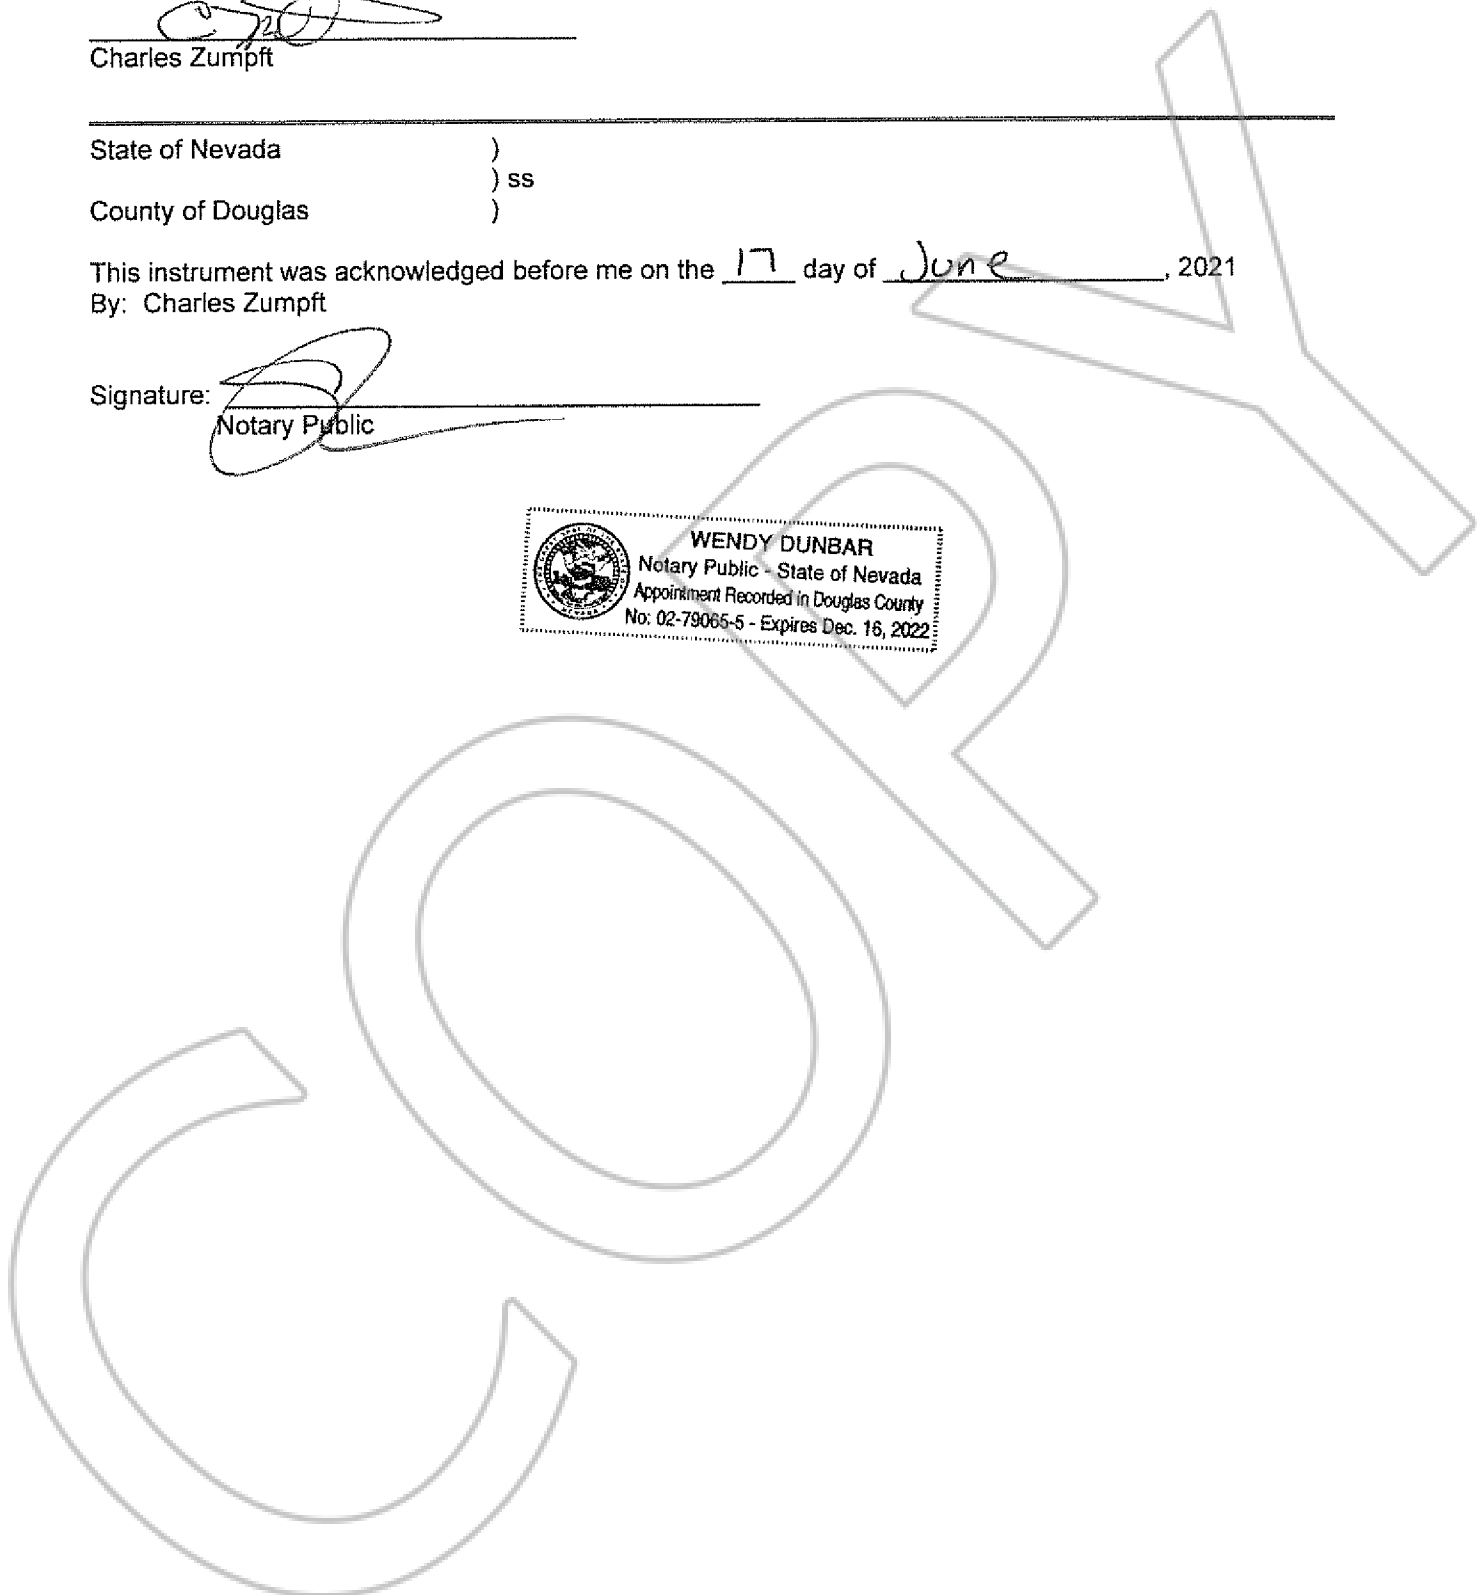 Charles Zumpft
State of Nevada )
) ss
County of Douglas )
This instrument was acknowledged before me on the 17 day of June, 2021
By: Charles Zumpft
Signature:
Notary Public
WENDY DUNBAR
Notary Public - State of Nevada
Appointment Recorded in Douglas County
No: 02-79065-5 - Expires Dec. 16, 2022
COPY